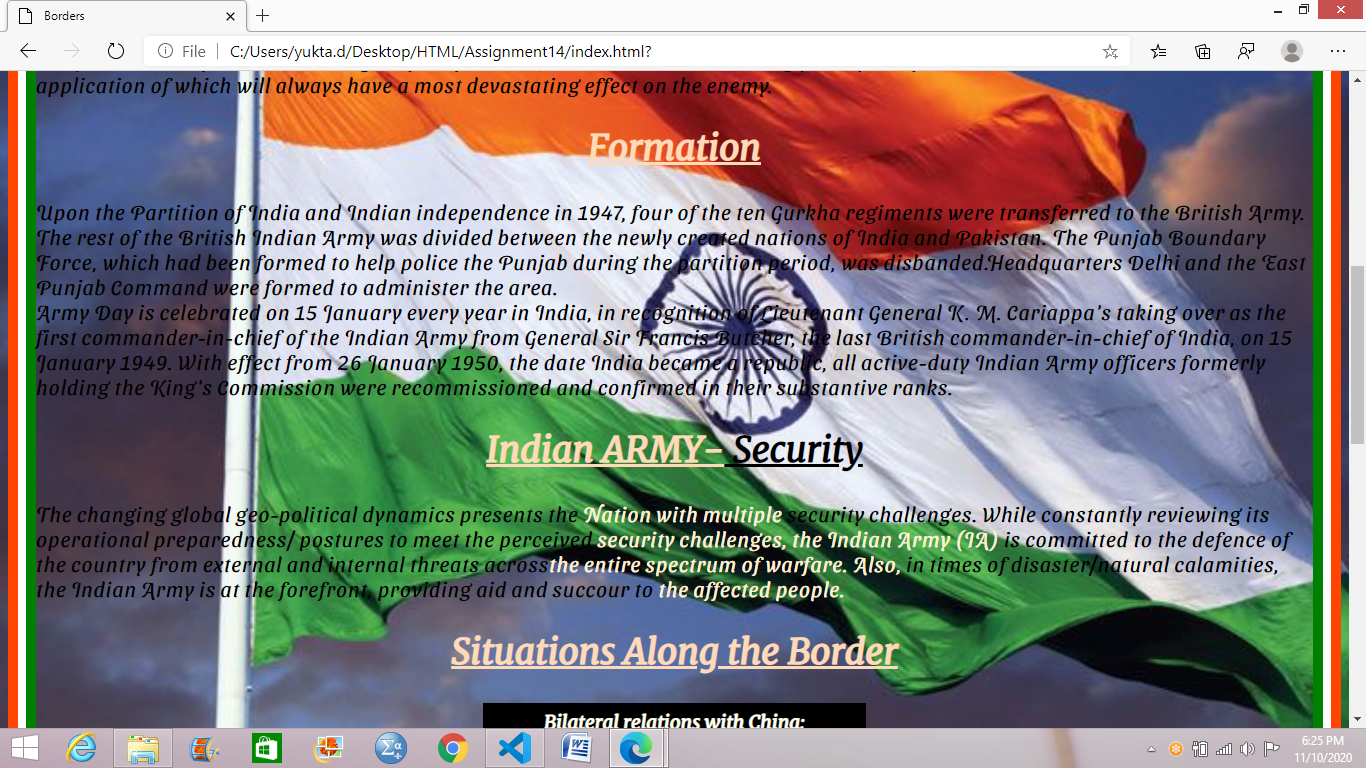 Borders
File
C:/Users/yukta.d/Desktop/HTML/Assignment14/index.html?
application of which will always have a most devastating effect on the enemy.
Formation
Upon the Partition of India and Indian independence in 1947, four of the ten Gurkha regiments were transferred to the British Army.
The rest of the British Indian Army was divided between the newly created nations of India and Pakistan. The Punjab Boundary
Force, which had been formed to help police the Punjab during the partition period, was disbanded.Headquarters Delhi and the East
Punjab Command were formed to administer the area.
Army Day is celebrated on 15 January every year in India, in recognition of Lieutenant General K. M. Cariappa's taking over as the
first commander-in-chief of the Indian Army from General Sir Francis Butcher, the last British commander-in-chief of India, on 15
January 1949. With effect from 26 January 1950, the date India became a republic, all active-duty Indian Army officers formerly
holding the King's Commission were recommissioned and confirmed in their substantive ranks.
Indian ARMY- Security
The changing global geo-political dynamics presents the Nation with multiple security challenges. While constantly reviewing its
operational preparedness/ postures to meet the perceived security challenges, the Indian Army (IA) is committed to the defence of
the country from external and internal threats acrossthe entire spectrum of warfare. Also, in times of disaster/natural calamities,
the Indian Army is at the forefront, providing aid and succour to the affected people.
Situations Along the Border
Bilateral relations with China:
6:25 PM
11/10/2020